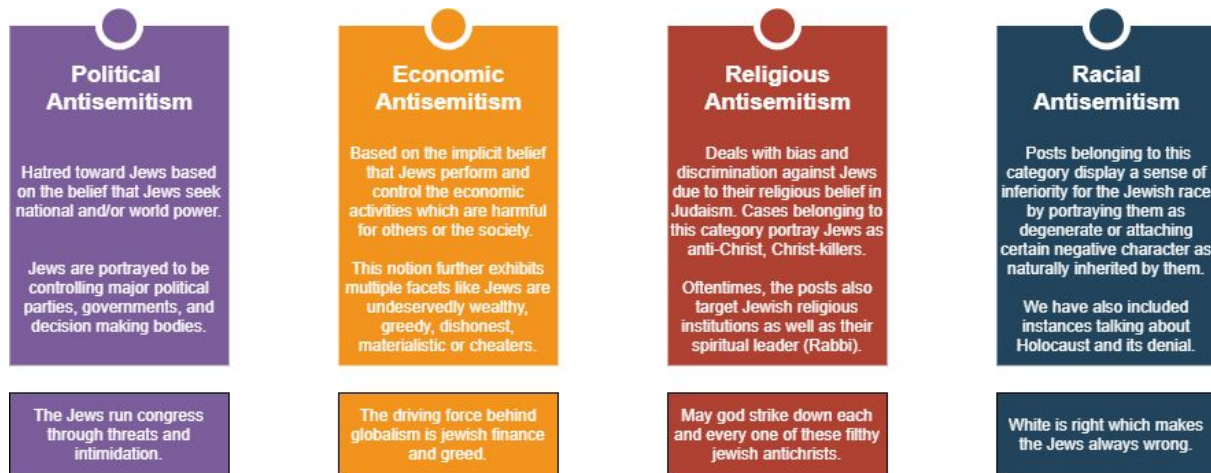 Political
Antisemitism
Hatred toward Jews based
on the belief that Jews seek
national and/or world power.
Jews are portrayed to be
controlling major political
parties, governments, and
decision making bodies.
The Jews run congress
through threats and
intimidation.
Economic
Antisemitism
Based on the implicit belief
that Jews perform and
control the economic
activities which are harmful
for others or the society.
This notion further exhibits
multiple facets like Jews are
undeservedly wealthy,
greedy, dishonest,
materialistic or cheaters.
The driving force behind
globalism is jewish finance
and greed.
Religious
Antisemitism
Deals with bias and
discrimination against Jews
due to their religious belief in
Judaism. Cases belonging to
this category portray Jews as
anti-Christ, Christ-killers.
Oftentimes, the posts also
target Jewish religious
institutions as well as their
spiritual leader (Rabbi).
May god strike down each
and every one of these filthy
jewish antichrists.
Racial
Antisemitism
Posts belonging to this
category display a sense of
inferiority for the Jewish race
by portraying them as
degenerate or attaching
certain negative character as
naturally inherited by them.
We have also included
instances talking about
Holocaust and its denial.
White is right which makes
the Jews always wrong.